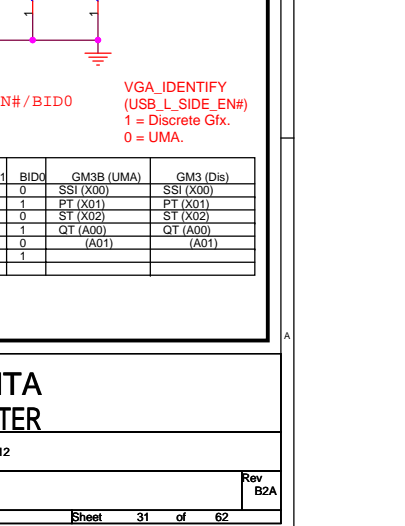 1
1
N#/BID0
VGA_IDENTIFY
(USB_L_SIDE_EN#)
1 = Discrete Gfx.
0 = UMA.
1 BID0 GM3B (UMA) GM3 (Dis)
0 SSI (X00) SSI (X00)
1 PT (X01) PT (X01)
0 ST (X02) ST (X02)
1 QT (A00) QT (A00)
0 (A01) (A01)
1
A
TA
TER
12
Rev
B2A
Sheet 31 of 62